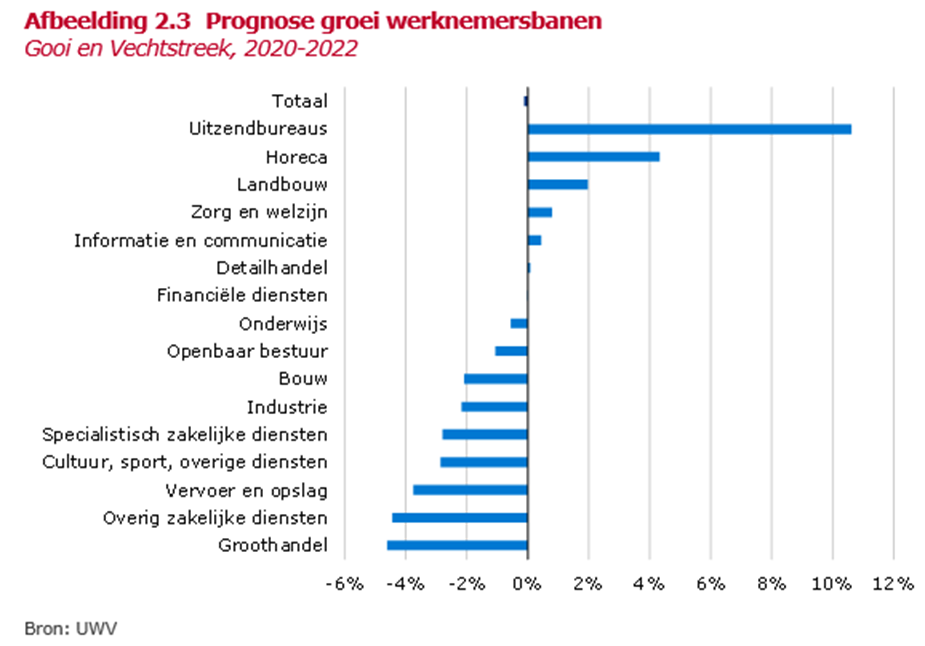 Afbeelding 2.3 Prognose groei werknemersbanen
Gooi en Vechtstreek, 2020-2022
Totaal
Uitzendbureaus
Horeca
Landbouw
Zorg en welzijn
Informatie en communicatie
Detailhandel
Financiële diensten
Onderwijs
Openbaar bestuur
Bouw
Industrie
Specialistisch zakelijke diensten
Cultuur, sport, overige diensten
Vervoer en opslag
Overig zakelijke diensten
Groothandel
-6% -4% -2% 0% 2% 4% 6% 8% 10% 12%
Bron: UWV